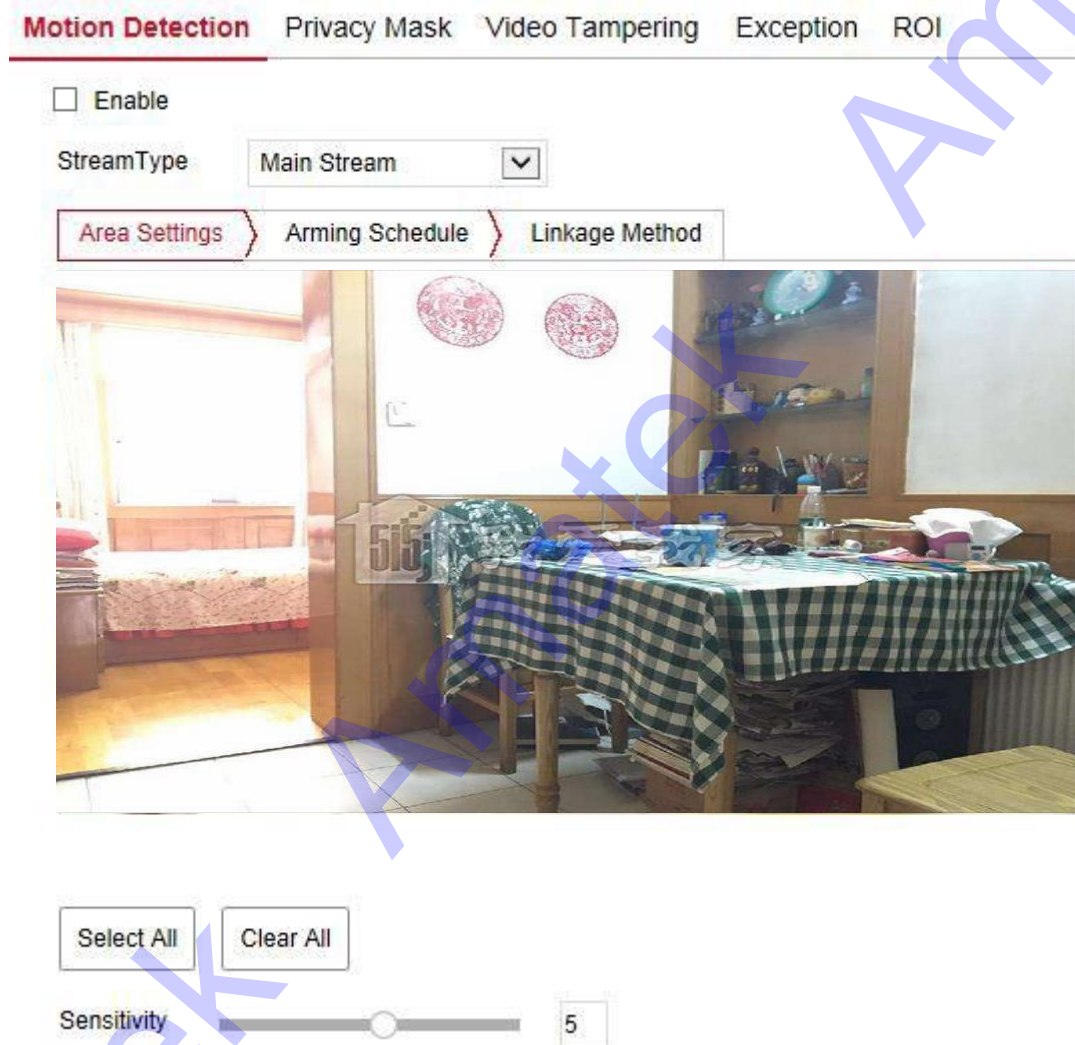 Motion Detection Privacy Mask Video Tampering Exception ROI
Enable
StreamType Main Stream
Area Settings Arming Schedule Linkage Method
Amatek
Select All Clear All
Sensitivity 5